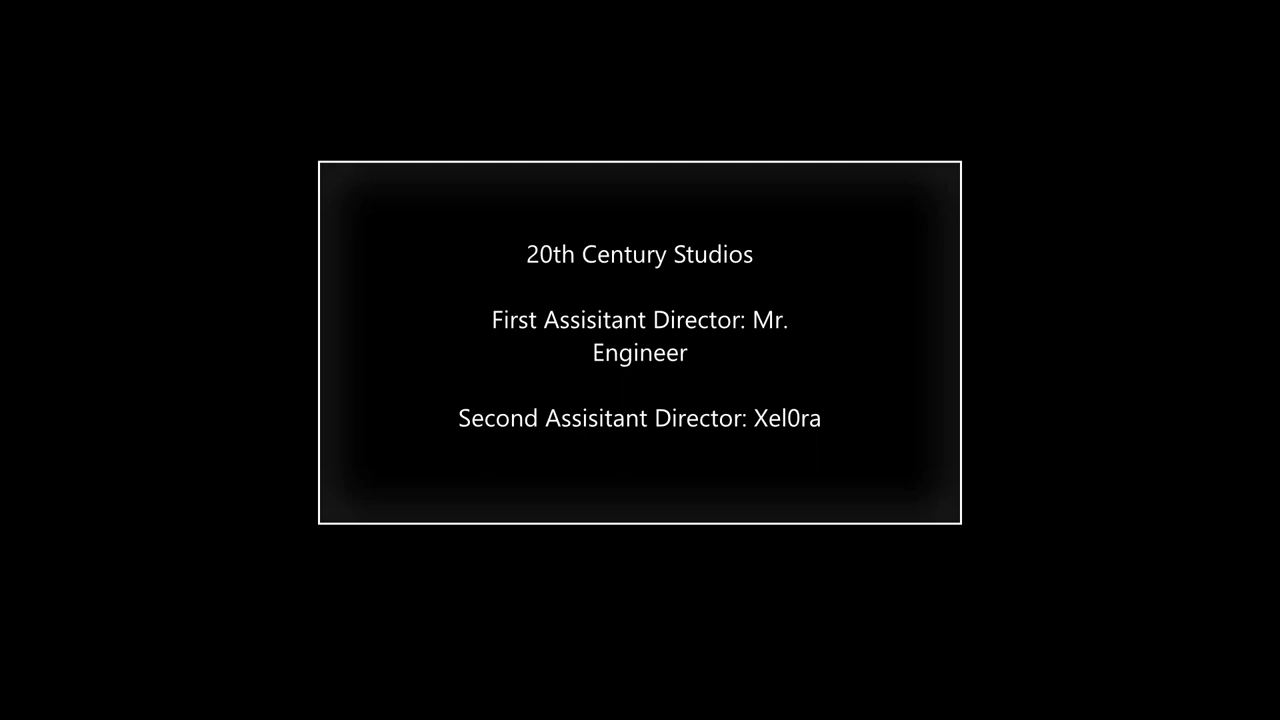 20th Century Studios
First Assisitant Director: Mr.
Engineer
Second Assisitant Director: Xel0ra